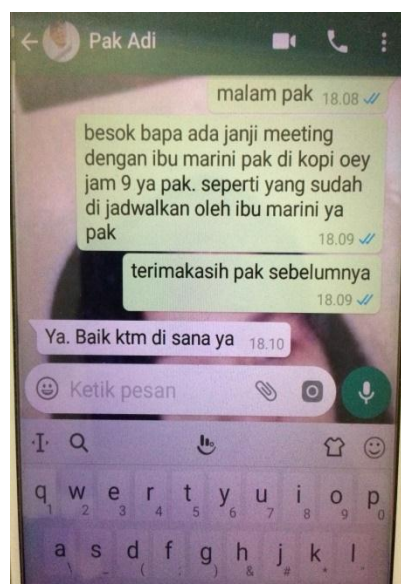 Pak Adi
malam pak 18.08
besok bapa ada janji meeting
dengan ibu marini pak di kopi oey
jam 9 ya pak. seperti yang sudah
di jadwalkan oleh ibu marini ya
pak 18.09
terimakasih pak sebelumnya
18.09
Ya. Baik ktm di sana ya 18.10
Ketik pesan
q w e r t y u i o p
1 2 3 4 5 6 7 8 9 0
a s d f g h j k l
\ _ ( : ) & # * '